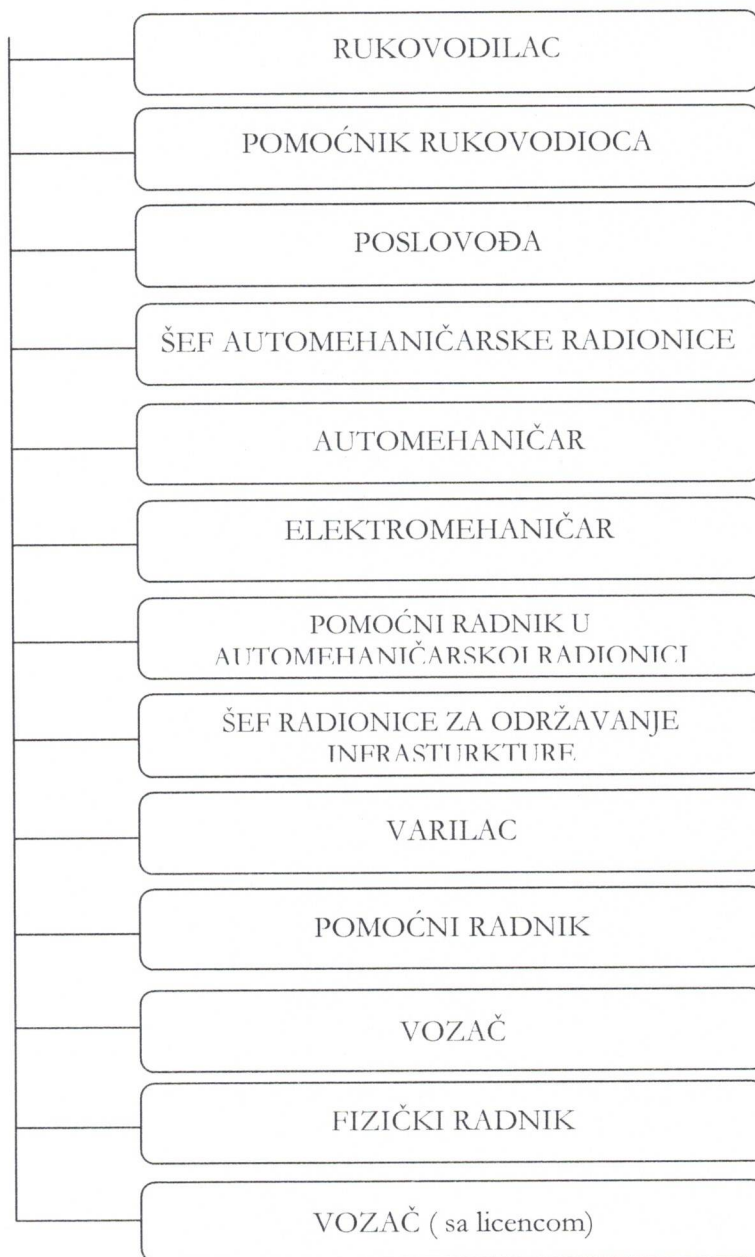 RUKOVODILAC
POMOĆNIK RUKOVODIOCA
POSLOVOĐA
ŠEF AUTOMEHANIČARSKE RADIONICE
AUTOMEHANIČAR
ELEKTROMEHANIČAR
POMOĆNI RADNIK U
AUTOMEHANIČARSKOJ RADIONICI
ŠEF RADIONICE ZA ODRŽAVANJE
INFRASTURKTURE
VARILAC
POMOĆNI RADNIK
VOZAČ
FIZIČKI RADNIK
VOZAČ ( sa licencom)